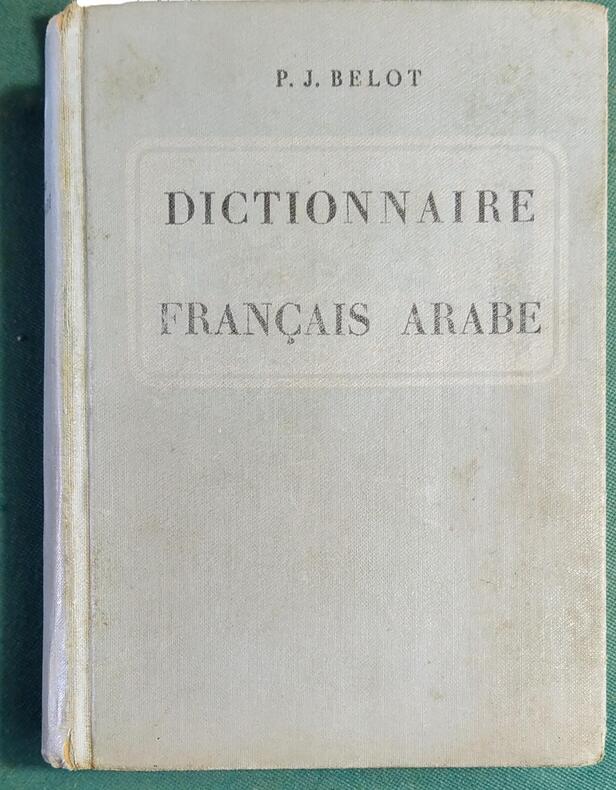 P. J. BELOT
DICTIONNAIRE
FRANÇAIS ARABE